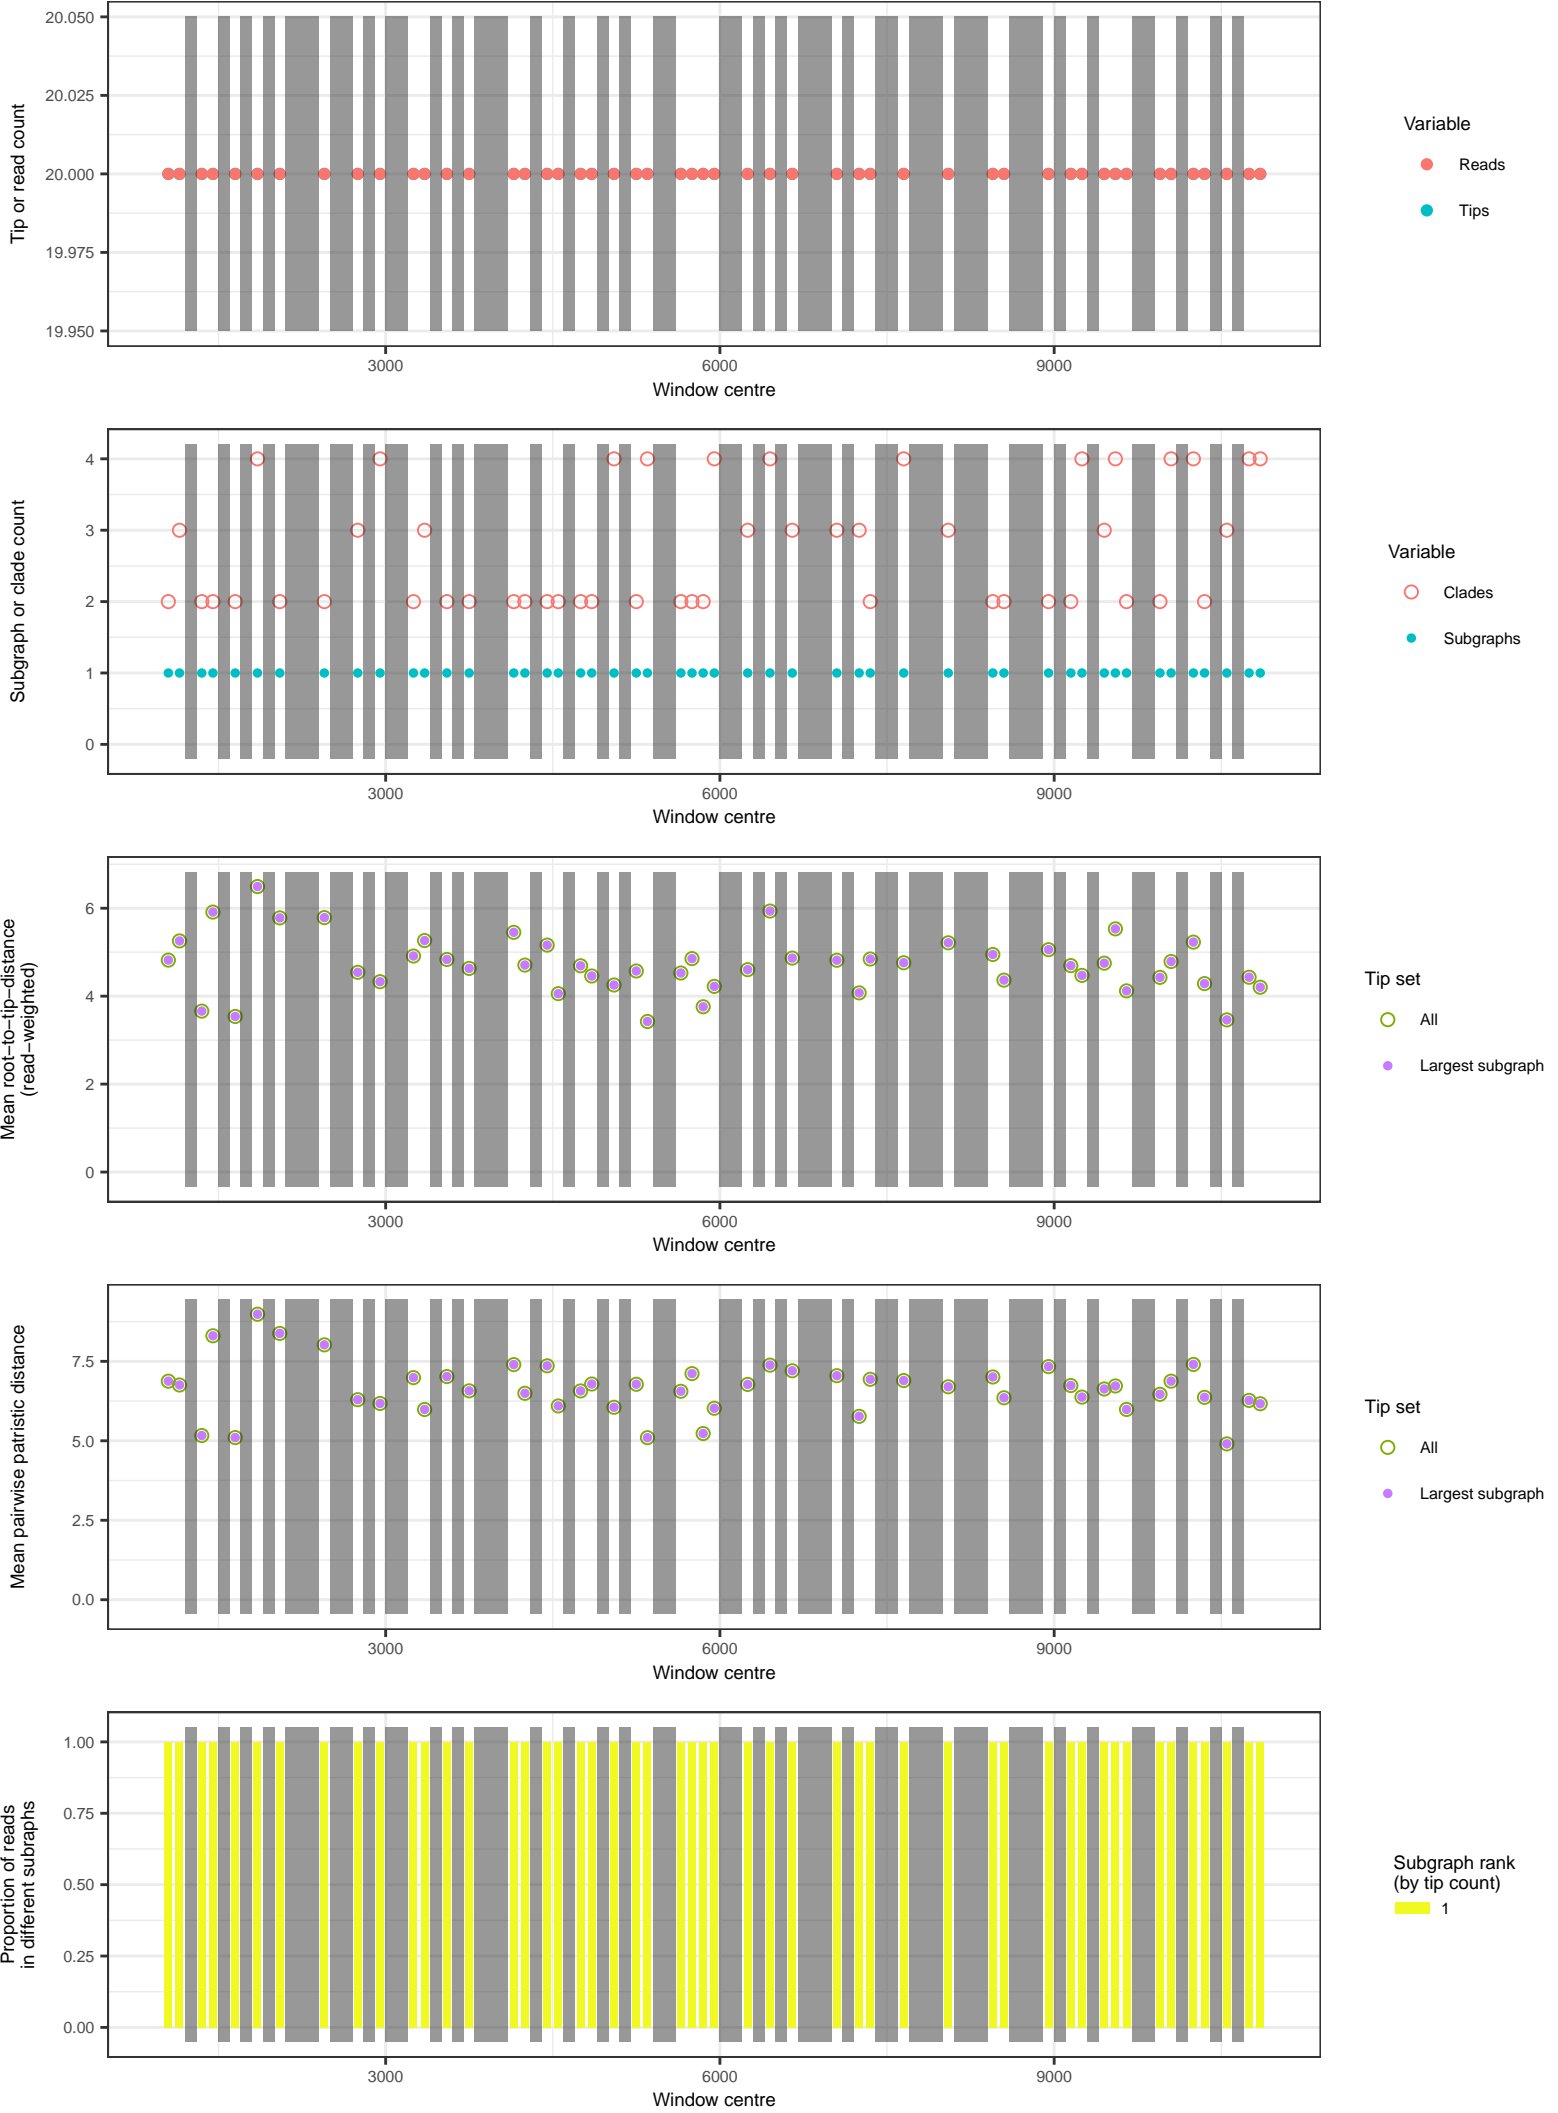 20.050
20.025
20.000
19.975
19.950
Tip or read count
3000
6000
9000
Window centre
Variable
Reads
Tips
4
3
2
1
0
Subgraph or clade count
3000
6000
9000
Window centre
Variable
Clades
Subgraphs
6
4
2
0
Mean root−to−tip−distance
(read−weighted)
3000
6000
9000
Window centre
Tip set
All
Largest subgraph
7.5
5.0
2.5
0.0
Mean pairwise patristic distance
3000
6000
9000
Window centre
Tip set
All
Largest subgraph
1.00
0.75
0.50
0.25
0.00
Proportion of reads
in different subraphs
3000
6000
9000
Window centre
Subgraph rank
(by tip count)
1